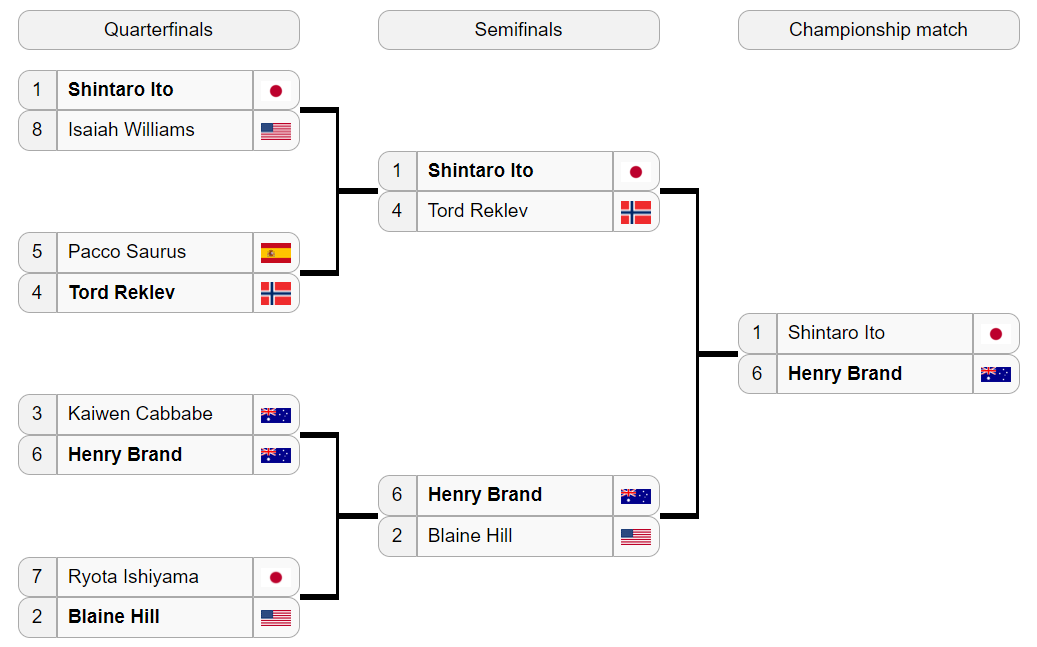 Quarterfinals
Semifinals
Championship match
1 Shintaro Ito
8 Isaiah Williams
5 Pacco Saurus
4 Tord Reklev
3 Kaiwen Cabbabe
6 Henry Brand
7 Ryota Ishiyama
2 Blaine Hill
1 Shintaro Ito
4 Tord Reklev
6 Henry Brand
2 Blaine Hill
1 Shintaro Ito
6 Henry Brand